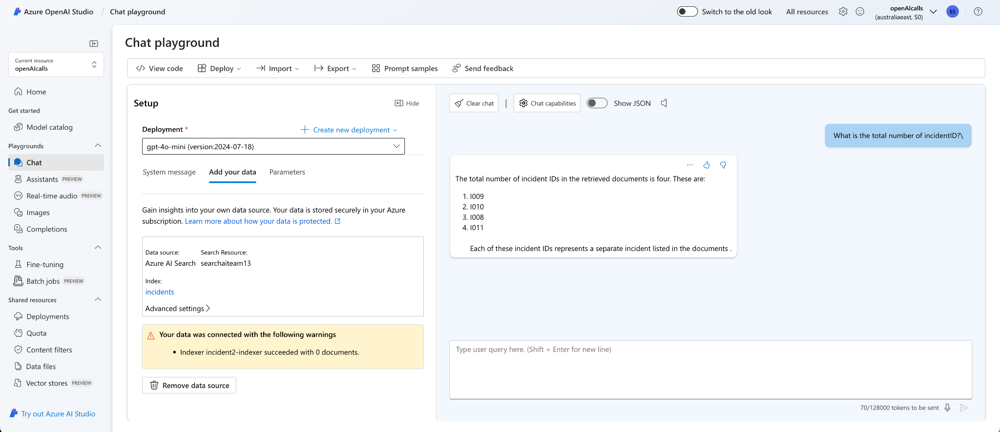 Azure OpenAI Studio / Chat playground
Switch to the old look
All resources
openAIcalls
(australiaeast, S0)
ES
Current resource
openAIcalls
Home
Get started
Model catalog
Playgrounds
Chat
Assistants PREVIEW
Real-time audio PREVIEW
Images
Completions
Tools
Fine-tuning
Batch jobs PREVIEW
Shared resources
Deployments
Quota
Content filters
Data files
Vector stores PREVIEW
Try out Azure AI Studio
Chat playground
View code
Deploy
Import
Export
Prompt samples
Send feedback
Setup
Hide
Deployment *
Create new deployment
gpt-4o-mini (version:2024-07-18)
System message
Add your data
Parameters
Gain insights into your own data source. Your data is stored securely in your Azure
subscription. Learn more about how your data is protected.
Data source:
Azure AI Search
Search Resource:
searchaiteam13
Index:
incidents
Advanced settings
Your data was connected with the following warnings
• Indexer incident2-indexer succeeded with 0 documents.
Remove data source
Clear chat
|
Chat capabilities
Show JSON
What is the total number of incidentID?\
The total number of incident IDs in the retrieved documents is four. These are:
1. I009
2. I010
3. I008
4. I011
Each of these incident IDs represents a separate incident listed in the documents .
Type user query here. (Shift + Enter for new line)
70/128000 tokens to be sent